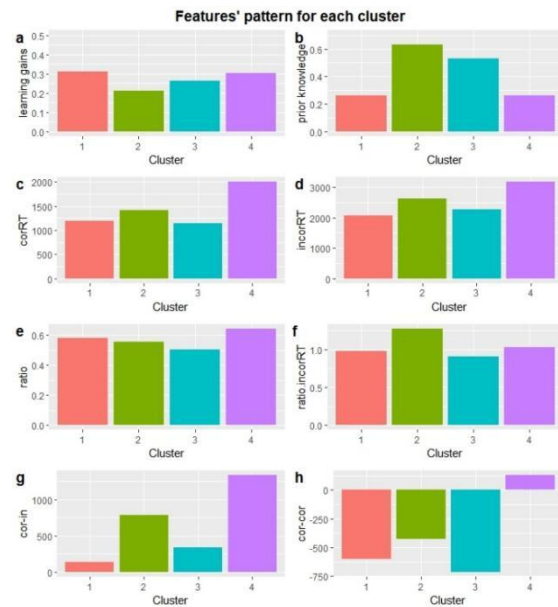 Features' pattern for each cluster
a
learning gains
0.5
0.4
0.3
0.2
0.1
0.0
1 2 3 4
Cluster
b
prior knowledge
0.6
0.4
0.2
0.0
1 2 3 4
Cluster
c
corRT
2000
1500
1000
500
0
1 2 3 4
Cluster
d
incorRT
3000
2000
1000
0
1 2 3 4
Cluster
e
ratio
0.6
0.4
0.2
0.0
1 2 3 4
Cluster
f
ratio.incorRT
1.0
0.5
0.0
1 2 3 4
Cluster
g
cor-in
1000
500
0
1 2 3 4
Cluster
h
cor-cor
0
-250
-500
-750
1 2 3 4
Cluster